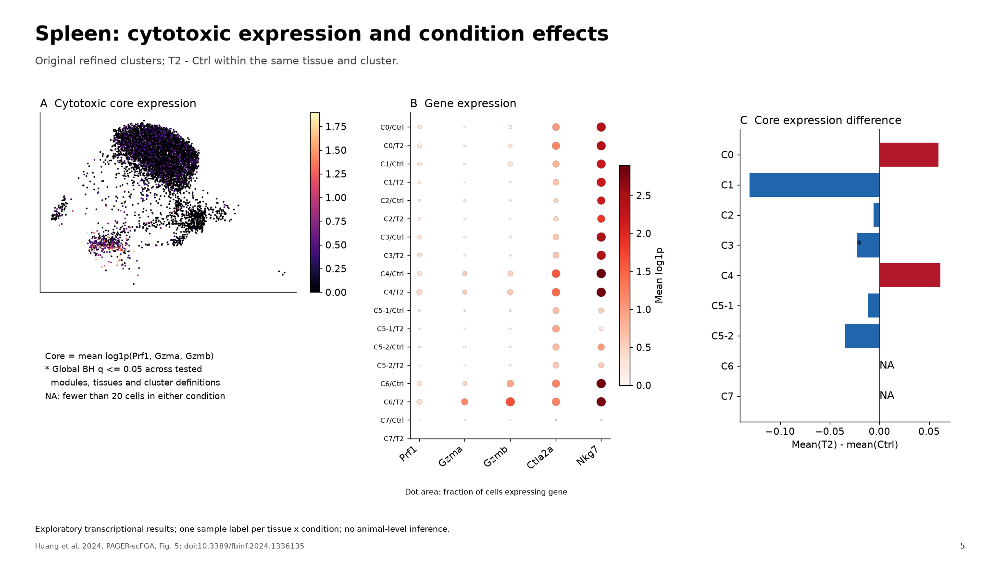 Spleen: cytotoxic expression and condition effects
Original refined clusters; T2 - Ctrl within the same tissue and cluster.
A  Cytotoxic core expression
1.75
1.50
1.25
1.00
0.75
0.50
0.25
0.00
Core = mean log1p(Prf1, Gzma, Gzmb)
* Global BH q <= 0.05 across tested
modules, tissues and cluster definitions
NA: fewer than 20 cells in either condition
B  Gene expression
C0/Ctrl
C0/T2
C1/Ctrl
C1/T2
C2/Ctrl
C2/T2
C3/Ctrl
C3/T2
C4/Ctrl
C4/T2
C5-1/Ctrl
C5-1/T2
C5-2/Ctrl
C5-2/T2
C6/Ctrl
C6/T2
C7/Ctrl
C7/T2
Prf1
Gzma
Gzmb
Ctla2a
Nkg7
2.5
2.0
1.5
1.0
0.5
0.0
Mean log1p
Dot area: fraction of cells expressing gene
C  Core expression difference
C0
C1
C2
C3
*
C4
C5-1
C5-2
C6
NA
C7
NA
−0.10
−0.05
0.00
0.05
Mean(T2) - mean(Ctrl)
Exploratory transcriptional results; one sample label per tissue x condition; no animal-level inference.
Huang et al. 2024, PAGER-scFGA, Fig. 5; doi:10.3389/fbinf.2024.1336135
5